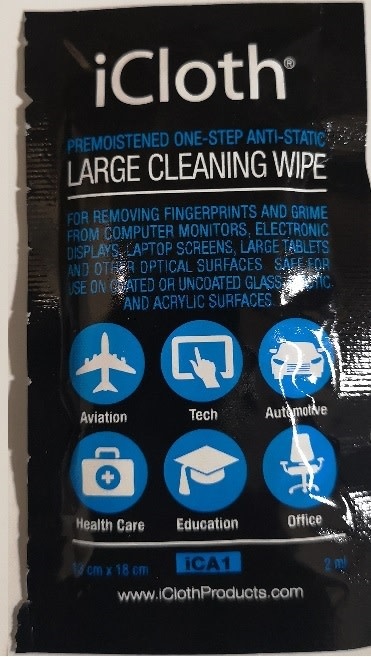 iCloth®
PREMOISTENED ONE-STEP ANTI-STATIC
LARGE CLEANING WIPE
FOR REMOVING FINGERPRINTS AND GRIME
FROM COMPUTER MONITORS, ELECTRONIC
DISPLAYS, LAPTOP SCREENS, LARGE TABLETS
AND OTHER OPTICAL SURFACES SAFE FOR
USE ON COATED OR UNCOATED GLASS
AND ACRYLIC SURFACES
Aviation Tech Automotive
Health Care Education Office
cm x 18 cm iCA1 2 ml
www.iClothProducts.com